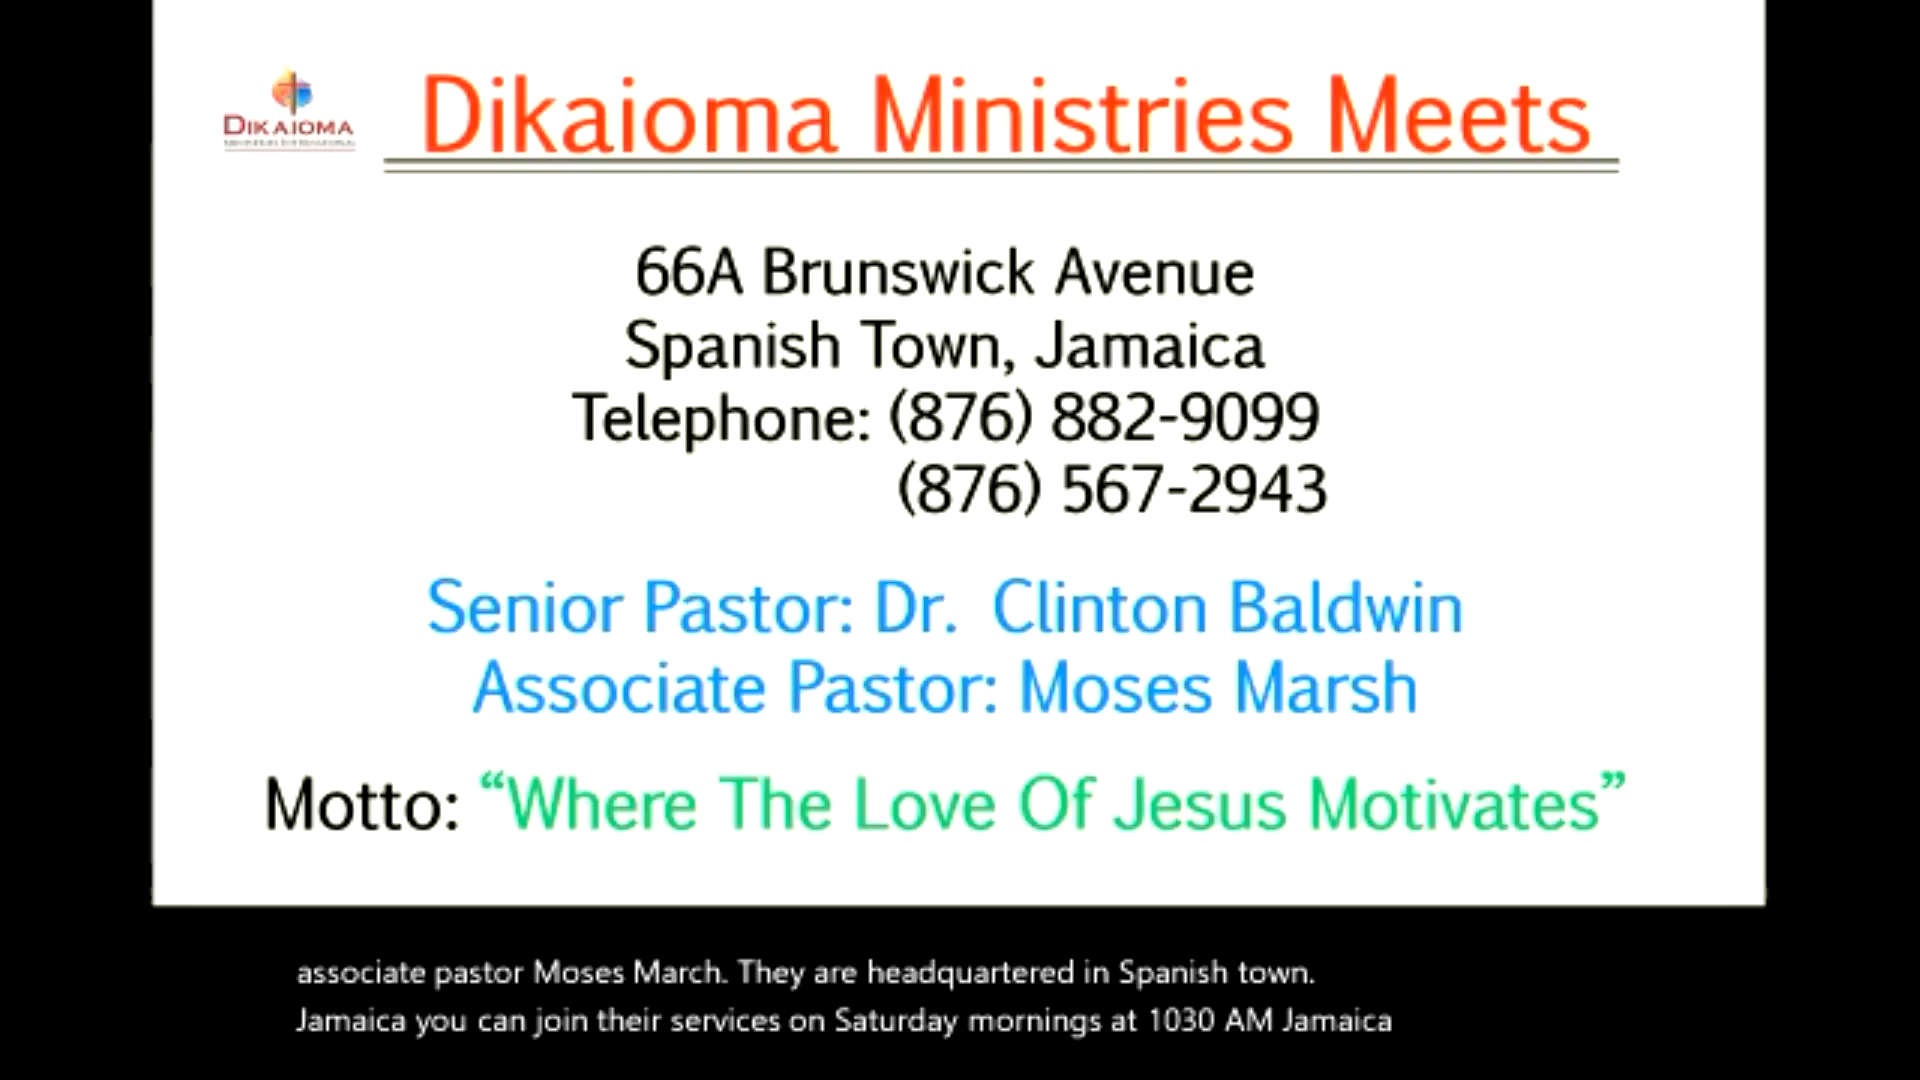 Dikaioma Ministries Meets
DIKAIOMA
66A Brunswick Avenue
Spanish Town, Jamaica
Telephone: (876) 882-9099
(876) 567-2943
Senior Pastor: Dr. Clinton Baldwin
Associate Pastor: Moses Marsh
Motto: “Where The Love Of Jesus Motivates”
associate pastor Moses March. They are headquartered in Spanish town.
Jamaica you can join their services on Saturday mornings at 1030 AM Jamaica